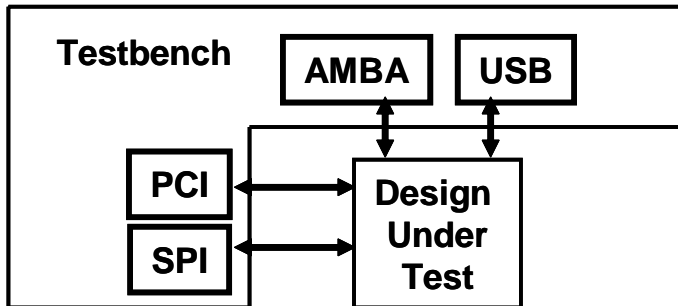 Testbench
AMBA
USB
PCI
SPI
Design
Under
Test